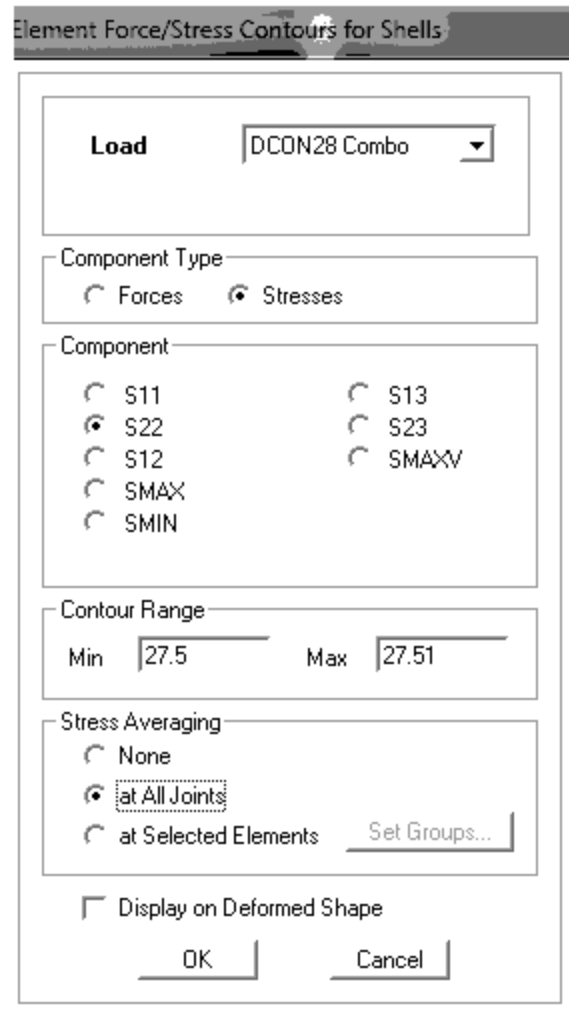 Element Force/Stress Contours for Shells
Load DCON28 Combo
Component Type
Forces Stresses
Component
S11 S13
S22 S23
S12 SMAXV
SMAX
SMIN
Contour Range
Min 27.5 Max 27.51
Stress Averaging
None
at All Joints
at Selected Elements Set Groups...
Display on Deformed Shape
OK Cancel